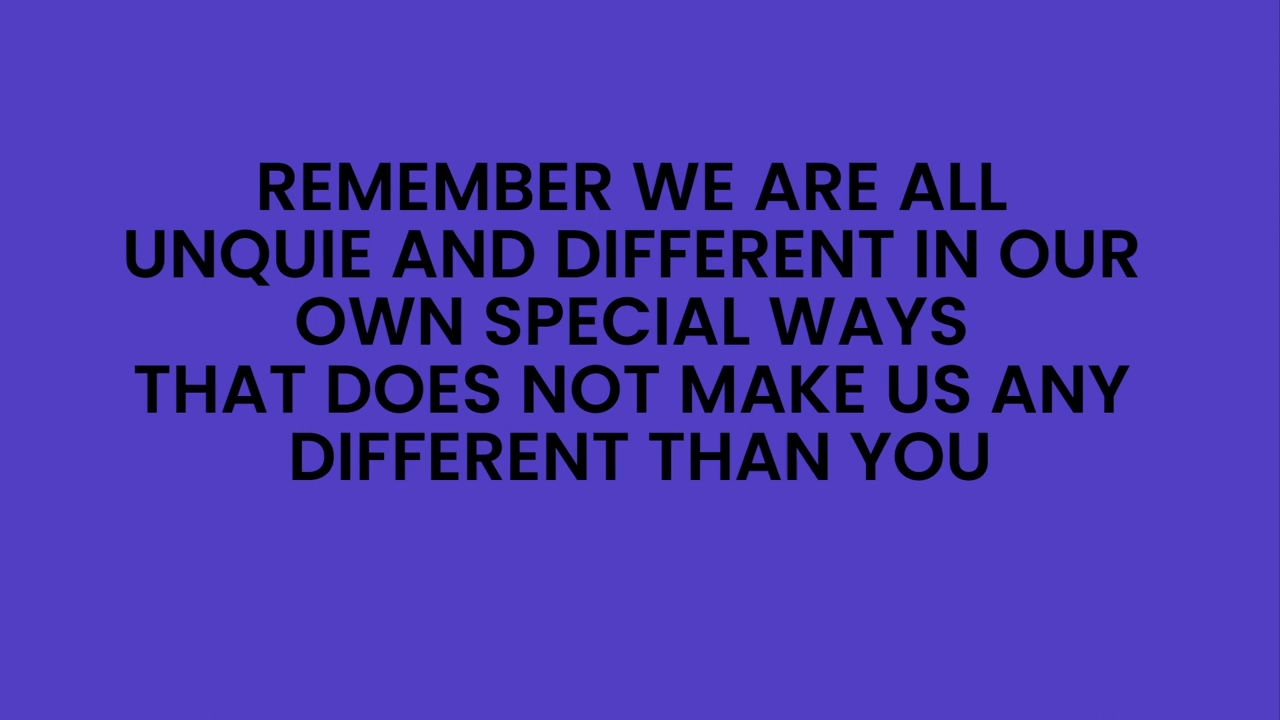 REMEMBER WE ARE ALL
UNQUIE AND DIFFERENT IN OUR
OWN SPECIAL WAYS
THAT DOES NOT MAKE US ANY
DIFFERENT THAN YOU